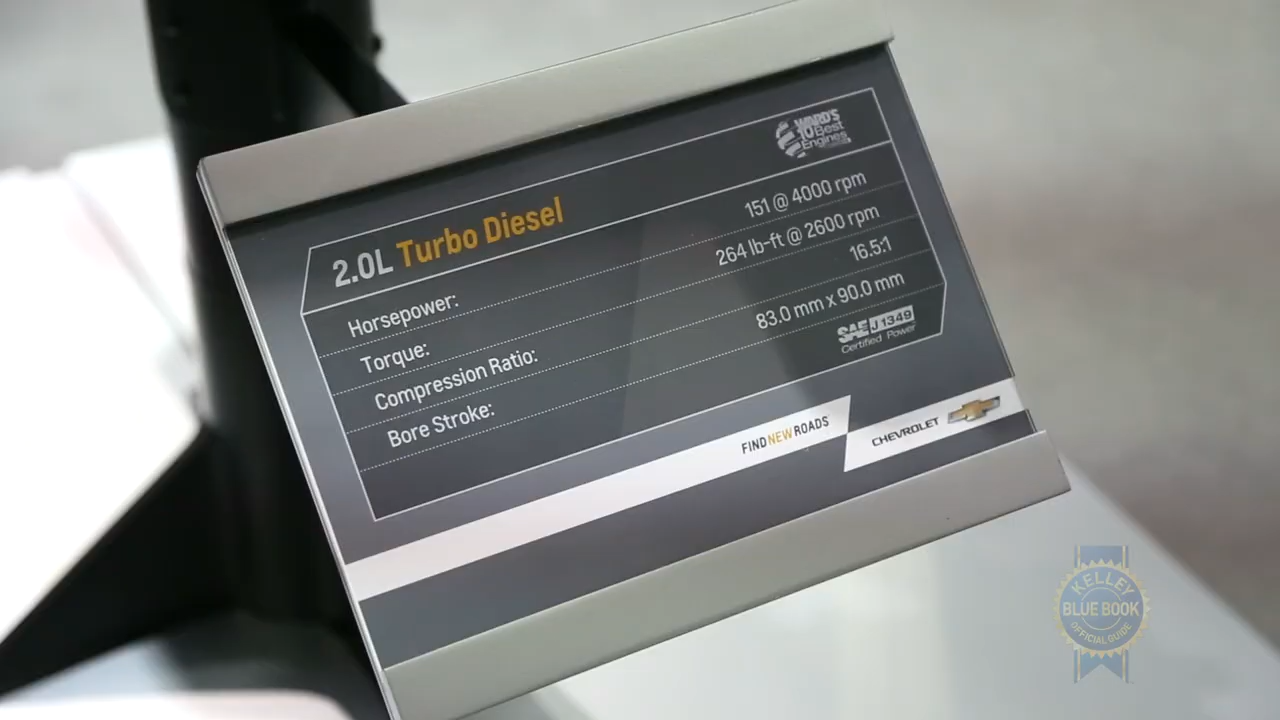 WARD'S
10 Best
Engines
2.0L Turbo Diesel
Horsepower: 151 @ 4000 rpm
Torque: 264 lb-ft @ 2600 rpm
Compression Ratio: 16.5:1
Bore Stroke: 83.0 mm x 90.0 mm
SAE J1349
Certified Power
FIND NEW ROADS
CHEVROLET
KELLEY
BLUE BOOK
OFFICIAL GUIDE